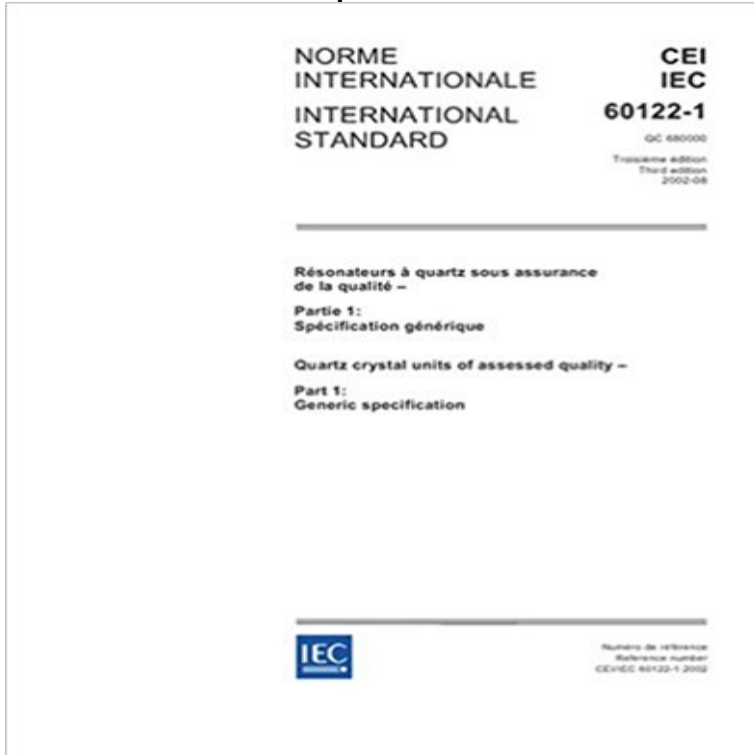 NORME
INTERNATIONALE
INTERNATIONAL
STANDARD
CEI
IEC
60122-1
QC 680000
Troisième édition
Third edition
2002-08
Résonateurs à quartz sous assurance
de la qualité –
Partie 1:
Spécification générique
Quartz crystal units of assessed quality –
Part 1:
Generic specification
IEC
Numéro de référence
Reference number
CEI/IEC 60122-1:2002